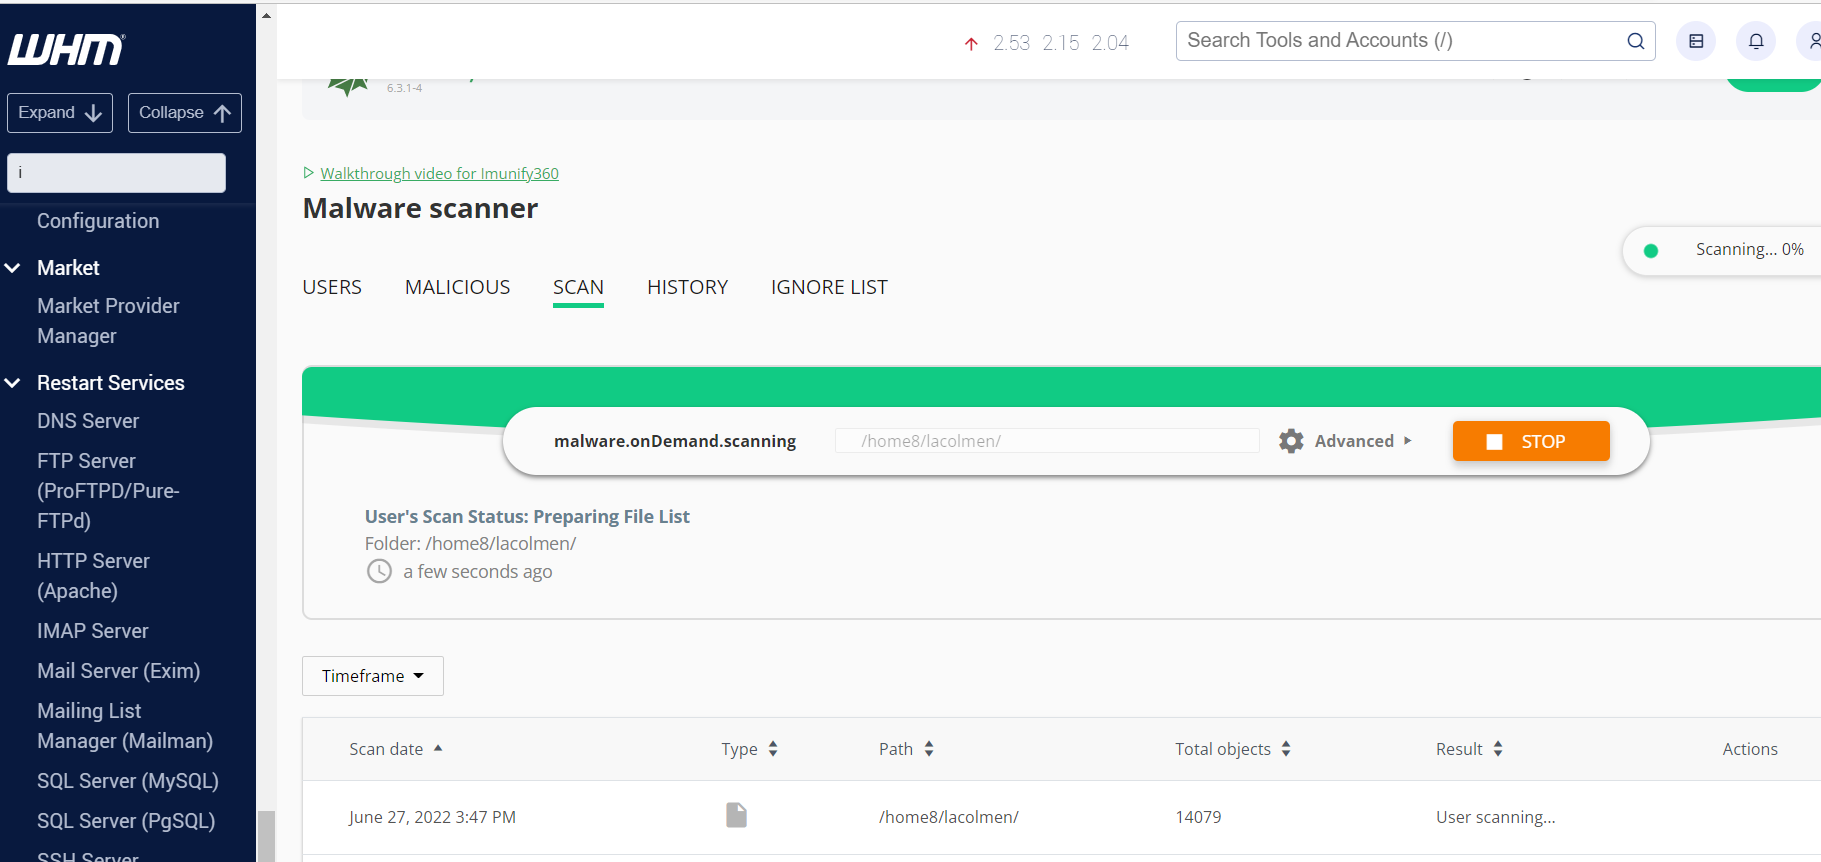 WHM
Expand
Collapse
i
Configuration
Market
Market Provider
Manager
Restart Services
DNS Server
FTP Server
(ProFTPD/Pure-
FTPd)
HTTP Server
(Apache)
IMAP Server
Mail Server (Exim)
Mailing List
Manager (Mailman)
SQL Server (MySQL)
SQL Server (PgSQL)
SSH Server
2.53 2.15 2.04
Search Tools and Accounts (/)
6.3.1-4
Walkthrough video for Imunify360
Malware scanner
Scanning... 0%
USERS MALICIOUS SCAN HISTORY IGNORE LIST
malware.onDemand.scanning /home8/lacolmen/ Advanced STOP
User's Scan Status: Preparing File List
Folder: /home8/lacolmen/
a few seconds ago
Timeframe
Scan date Type Path Total objects Result Actions
June 27, 2022 3:47 PM /home8/lacolmen/ 14079 User scanning...